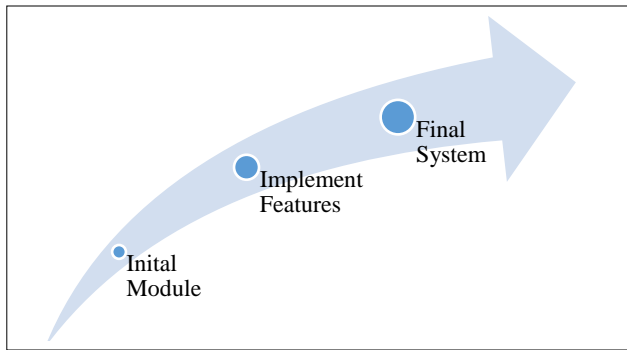 Final
System
Implement
Features
Inital
Module